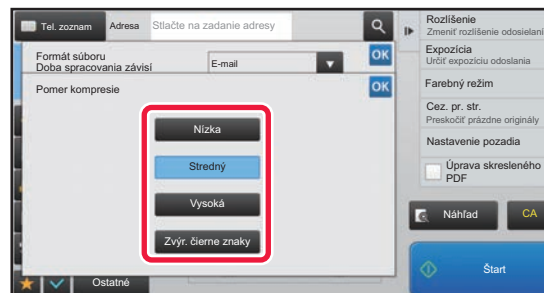 Tel. zoznam
Adresa
Stlačte na zadanie adresy
Formát súboru
Doba spracovania závisí
E-mail
OK
Pomer kompresie
OK
Nízka
Stredný
Vysoká
Zvýr. čierne znaky
Ostatné
Rozlíšenie
Zmeniť rozlíšenie odosielani
Expozícia
Určiť expozíciu odoslania
Farebný režim
Cez. pr. str.
Preskočiť prázdne originály
Nastavenie pozadia
Úprava skresleného
PDF
Náhľad
CA
Štart